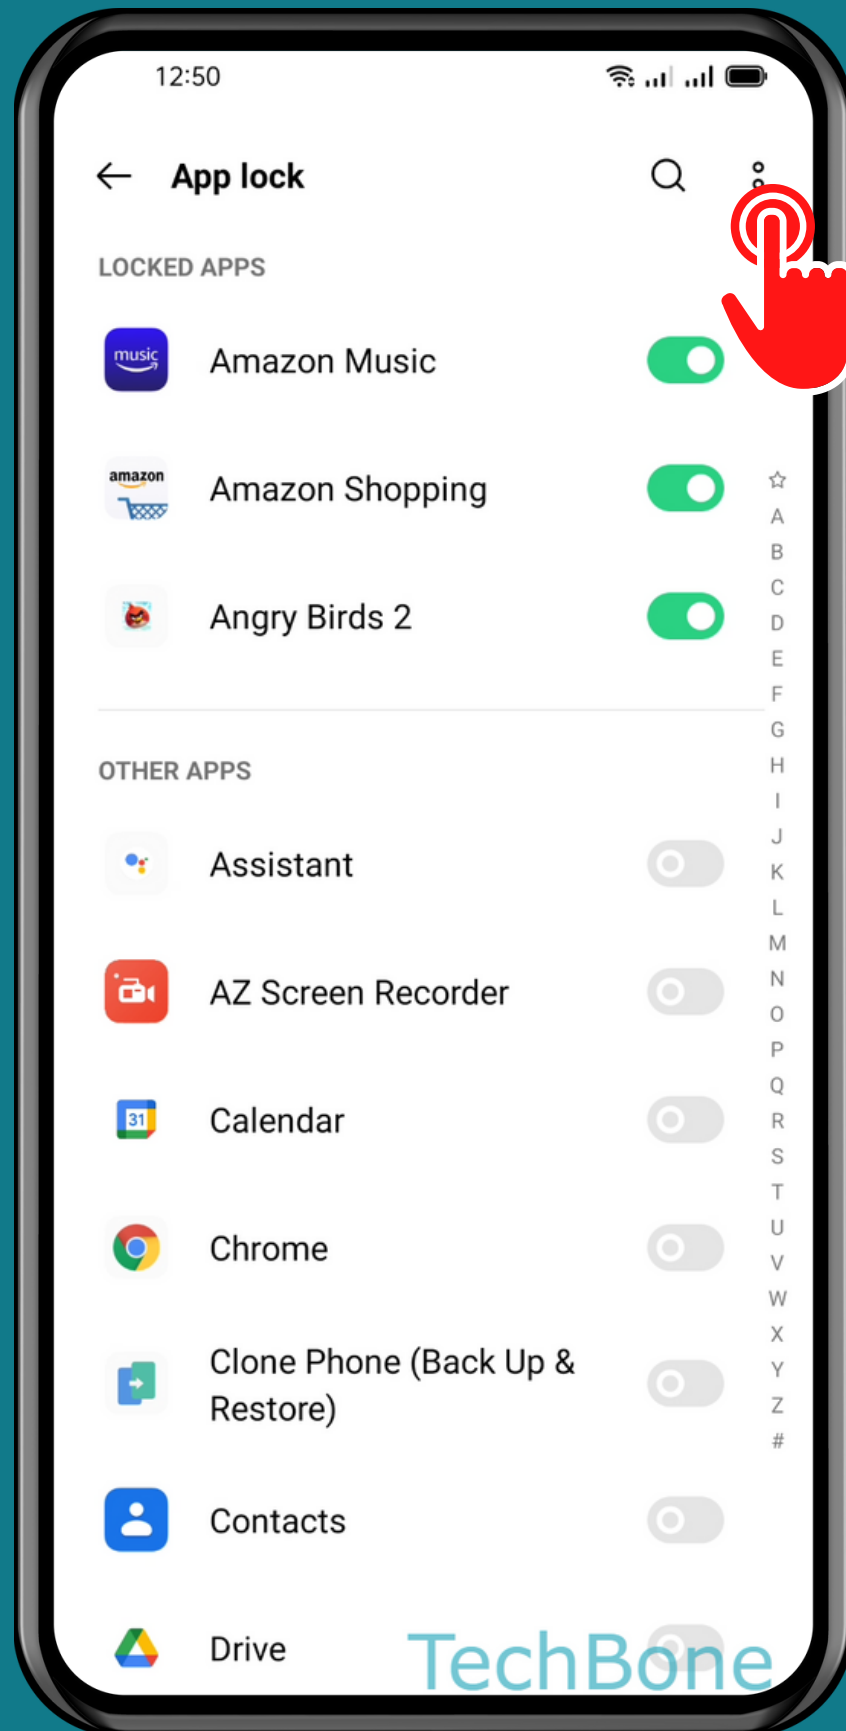 12:50
App lock
LOCKED APPS
music
Amazon Music
amazon
Amazon Shopping
Angry Birds 2
OTHER APPS
Assistant
AZ Screen Recorder
31
Calendar
Chrome
Clone Phone (Back Up &
Restore)
Contacts
Drive
A
B
C
D
E
F
G
H
I
J
K
L
M
N
O
P
Q
R
S
T
U
V
W
X
Y
Z
#
TechBone